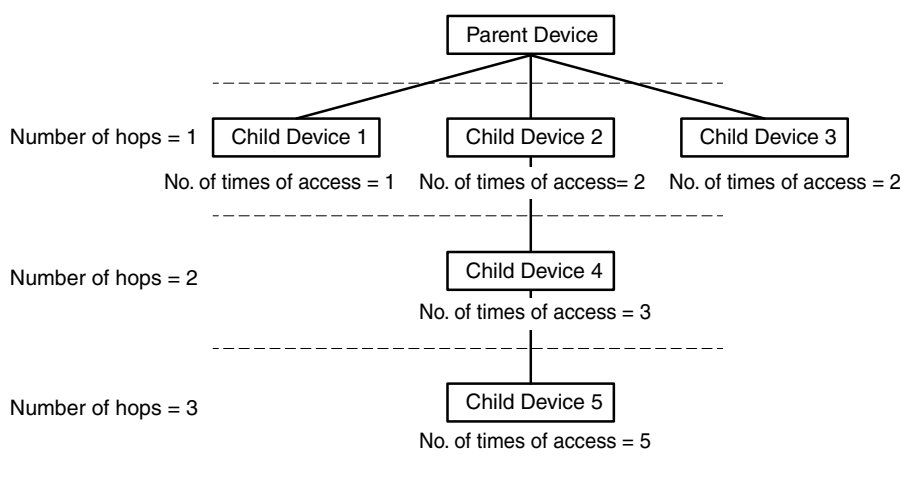 Parent Device
Number of hops = 1 Child Device 1 Child Device 2 Child Device 3
No. of times of access = 1 No. of times of access= 2 No. of times of access = 2
Number of hops = 2 Child Device 4
No. of times of access = 3
Number of hops = 3 Child Device 5
No. of times of access = 5